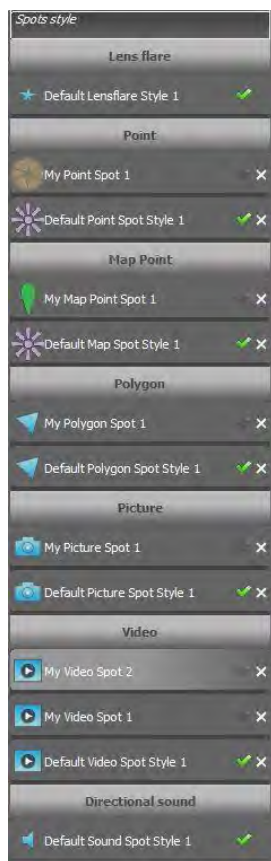 Spots style
Lens flare
Default Lensflare Style 1
Point
My Point Spot 1
Default Point Spot Style 1
Map Point
My Map Point Spot 1
Default Map Spot Style 1
Polygon
My Polygon Spot 1
Default Polygon Spot Style 1
Picture
My Picture Spot 1
Default Picture Spot Style 1
Video
My Video Spot 2
My Video Spot 1
Default Video Spot Style 1
Directional sound
Default Sound Spot Style 1